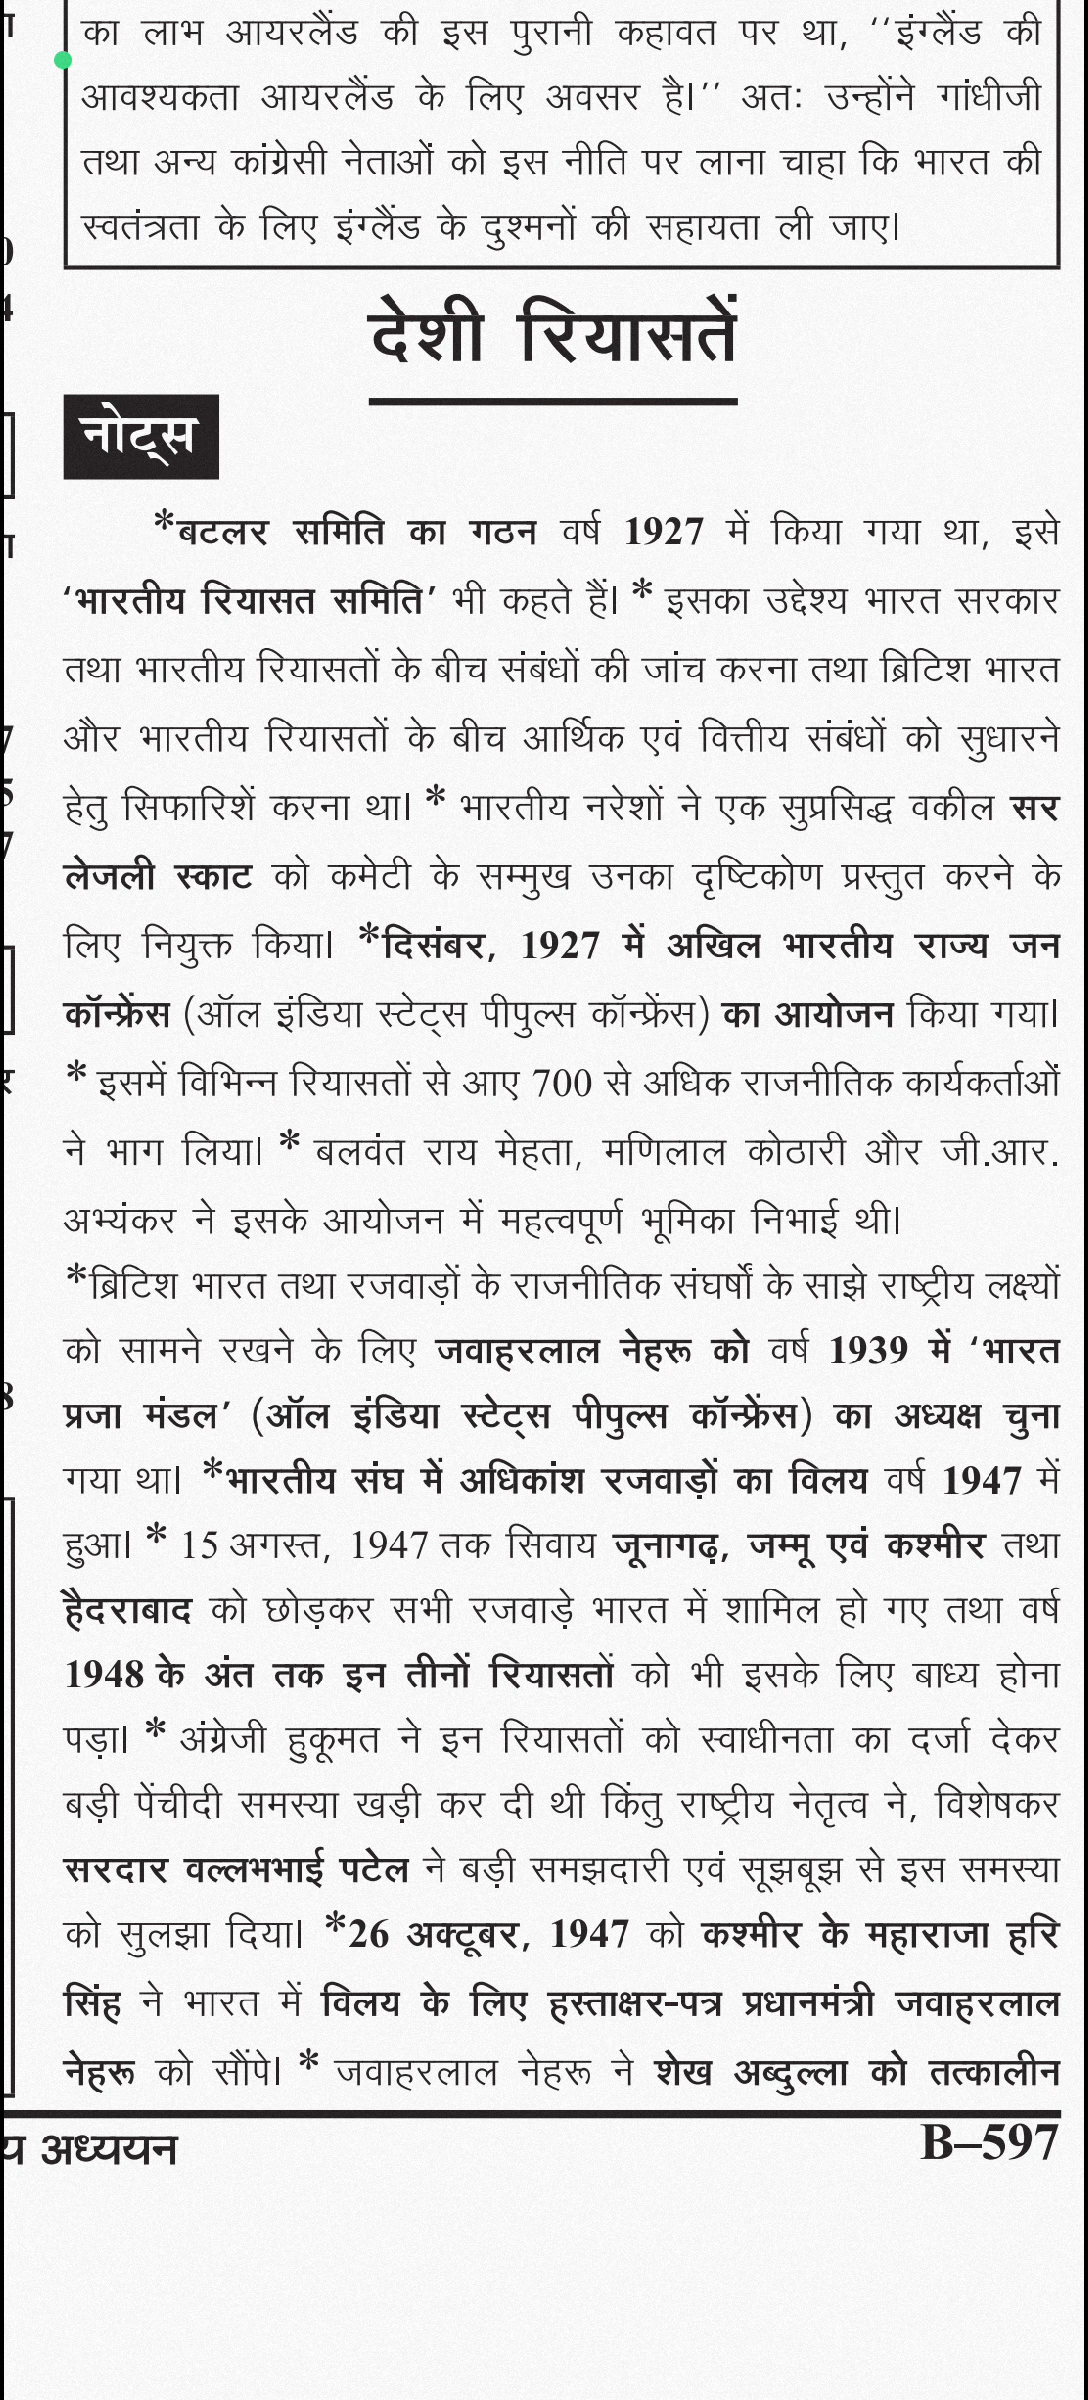 का लाभ आयरलैंड की इस पुरानी कहावत पर था, ‘‘इंग्लैंड की
आवश्यकता आयरलैंड के लिए अवसर है।’’ अतः उन्होंने गांधीजी
तथा अन्य कांग्रेसी नेताओं को इस नीति पर लाना चाहा कि भारत की
स्वतंत्रता के लिए इंग्लैंड के दुश्मनों की सहायता ली जाए।
देशी रियासतें
नोट्स
*बटलर समिति का गठन वर्ष 1927 में किया गया था, इसे
‘भारतीय रियासत समिति’ भी कहते हैं। * इसका उद्देश्य भारत सरकार
तथा भारतीय रियासतों के बीच संबंधों की जांच करना तथा ब्रिटिश भारत
और भारतीय रियासतों के बीच आर्थिक एवं वित्तीय संबंधों को सुधारने
हेतु सिफारिशें करना था। * भारतीय नरेशों ने एक सुप्रसिद्ध वकील सर
लेजली स्काट को कमेटी के सम्मुख उनका दृष्टिकोण प्रस्तुत करने के
लिए नियुक्त किया। *दिसंबर, 1927 में अखिल भारतीय राज्य जन
कॉन्फ्रेंस (ऑल इंडिया स्टेट्स पीपुल्स कॉन्फ्रेंस) का आयोजन किया गया।
* इसमें विभिन्न रियासतों से आए 700 से अधिक राजनीतिक कार्यकर्ताओं
ने भाग लिया। * बलवंत राय मेहता, मणिलाल कोठारी और जी.आर.
अभ्यंकर ने इसके आयोजन में महत्वपूर्ण भूमिका निभाई थी।
*ब्रिटिश भारत तथा रजवाड़ों के राजनीतिक संघर्षों के साझे राष्ट्रीय लक्ष्यों
को सामने रखने के लिए जवाहरलाल नेहरू को वर्ष 1939 में ‘भारत
प्रजा मंडल’ (ऑल इंडिया स्टेट्स पीपुल्स कॉन्फ्रेंस) का अध्यक्ष चुना
गया था। *भारतीय संघ में अधिकांश रजवाड़ों का विलय वर्ष 1947 में
हुआ। * 15 अगस्त, 1947 तक सिवाय जूनागढ़, जम्मू एवं कश्मीर तथा
हैदराबाद को छोड़कर सभी रजवाड़े भारत में शामिल हो गए तथा वर्ष
1948 के अंत तक इन तीनों रियासतों को भी इसके लिए बाध्य होना
पड़ा। * अंग्रेजी हुकूमत ने इन रियासतों को स्वाधीनता का दर्जा देकर
बड़ी पेंचीदी समस्या खड़ी कर दी थी किंतु राष्ट्रीय नेतृत्व ने, विशेषकर
सरदार वल्लभभाई पटेल ने बड़ी समझदारी एवं सूझबूझ से इस समस्या
को सुलझा दिया। *26 अक्टूबर, 1947 को कश्मीर के महाराजा हरि
सिंह ने भारत में विलय के लिए हस्ताक्षर-पत्र प्रधानमंत्री जवाहरलाल
नेहरू को सौंपे। * जवाहरलाल नेहरू ने शेख अब्दुल्ला को तत्कालीन
य अध्ययन B–597